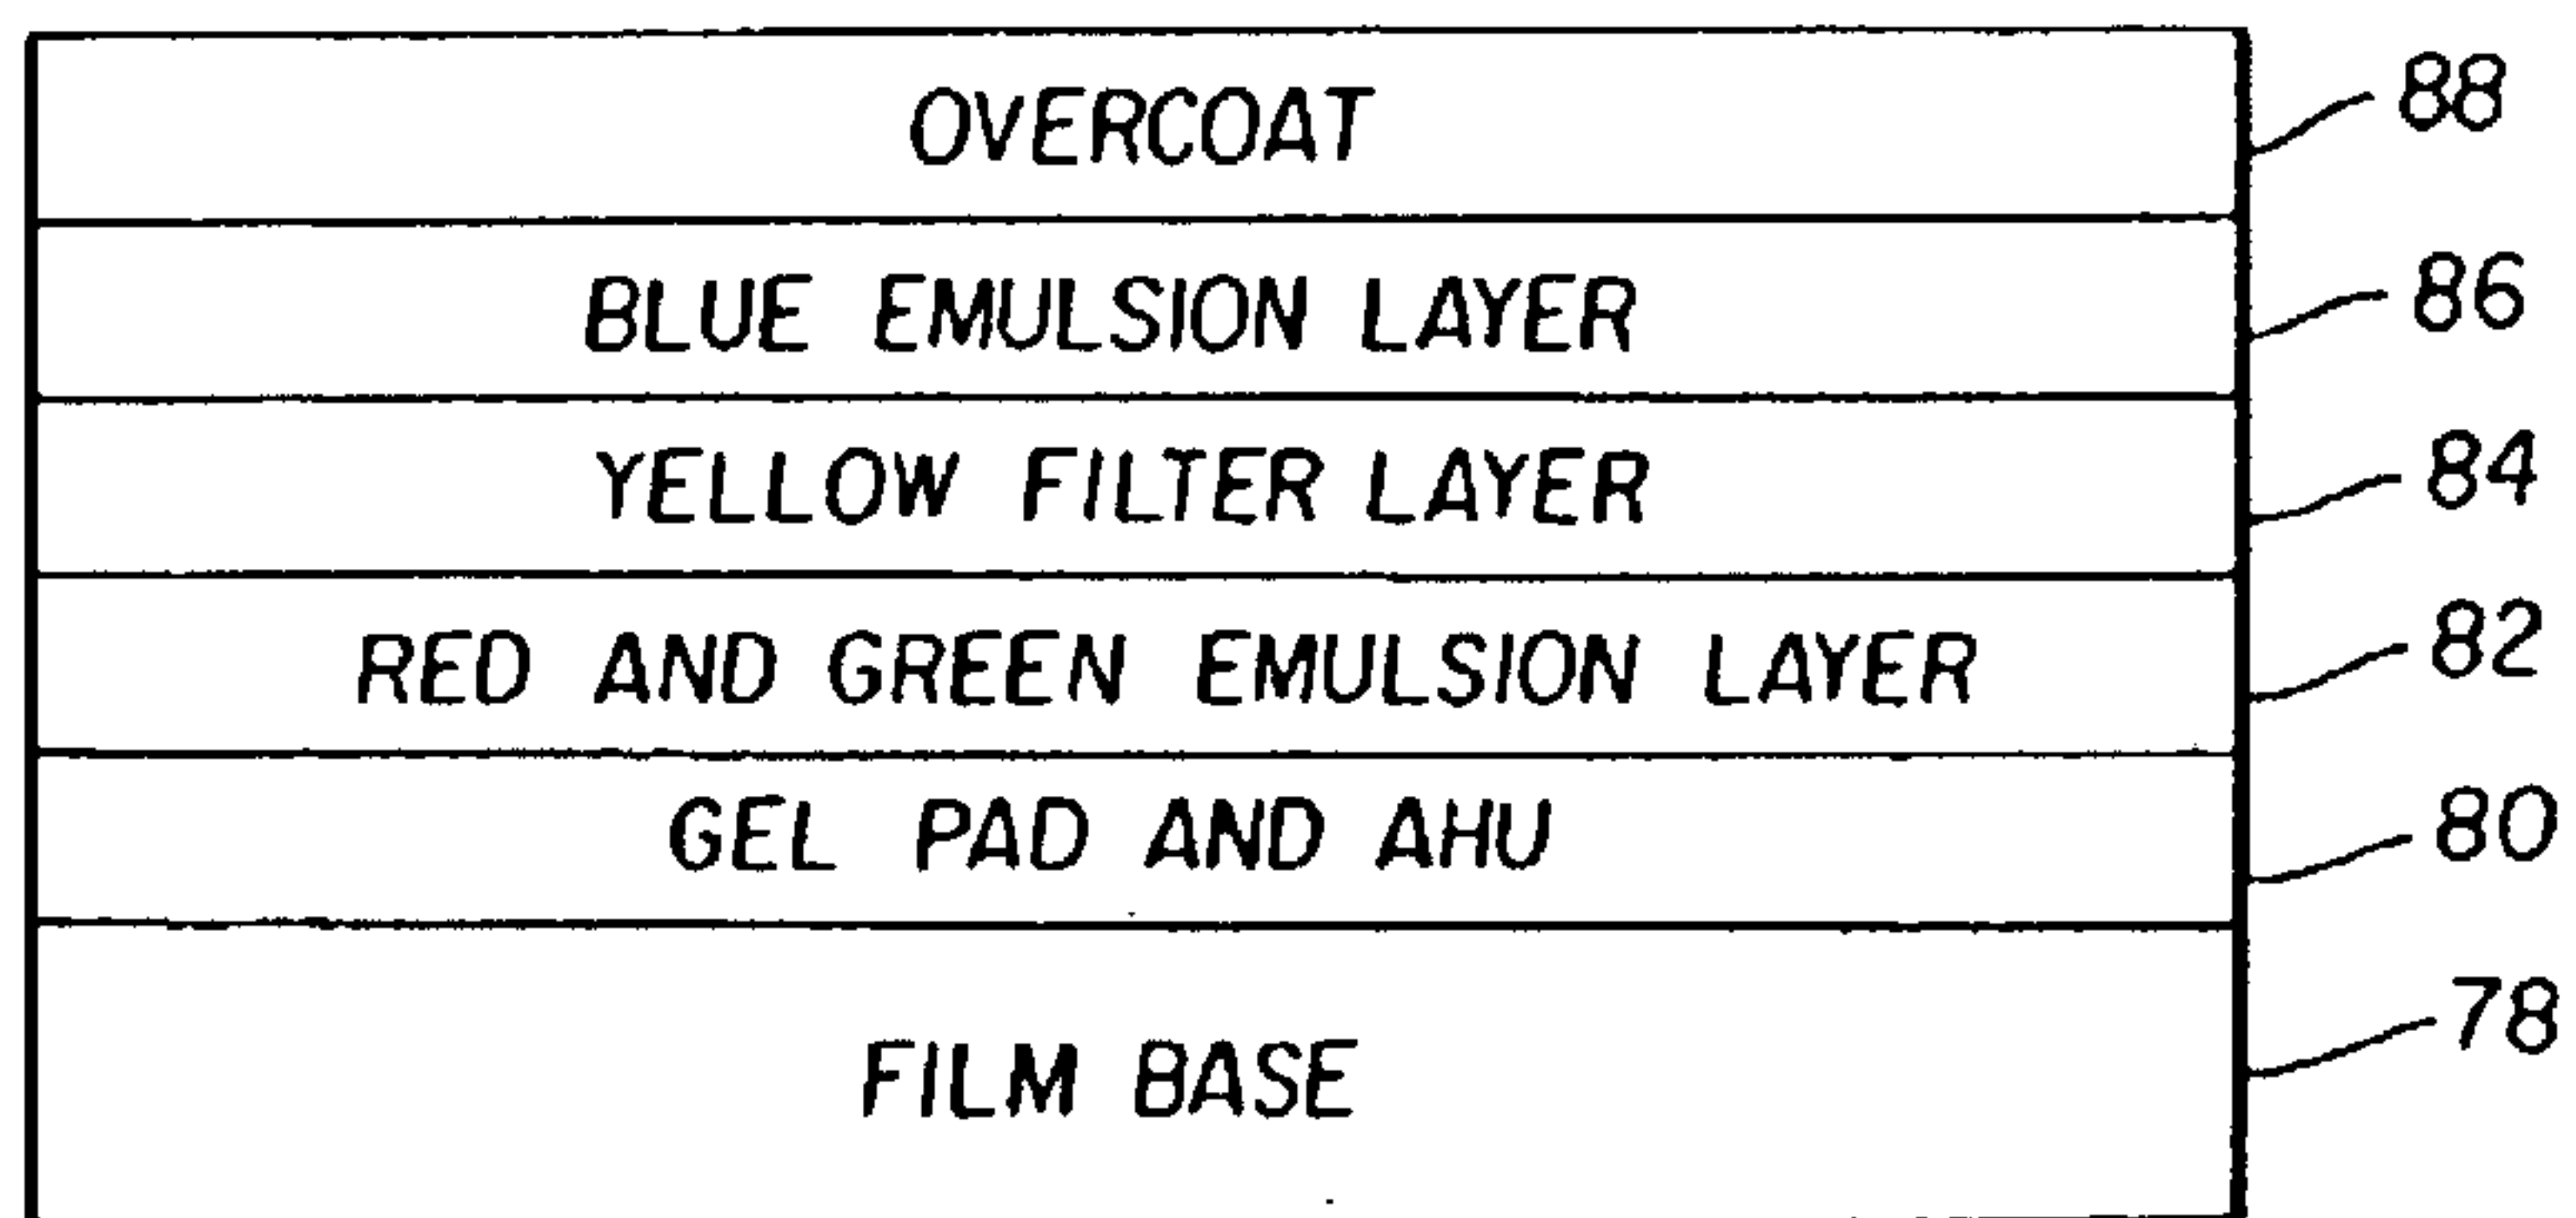 OVERCOAT 88
BLUE EMULSION LAYER 86
YELLOW FILTER LAYER 84
RED AND GREEN EMULSION LAYER 82
GEL PAD AND AHU 80
FILM BASE 78